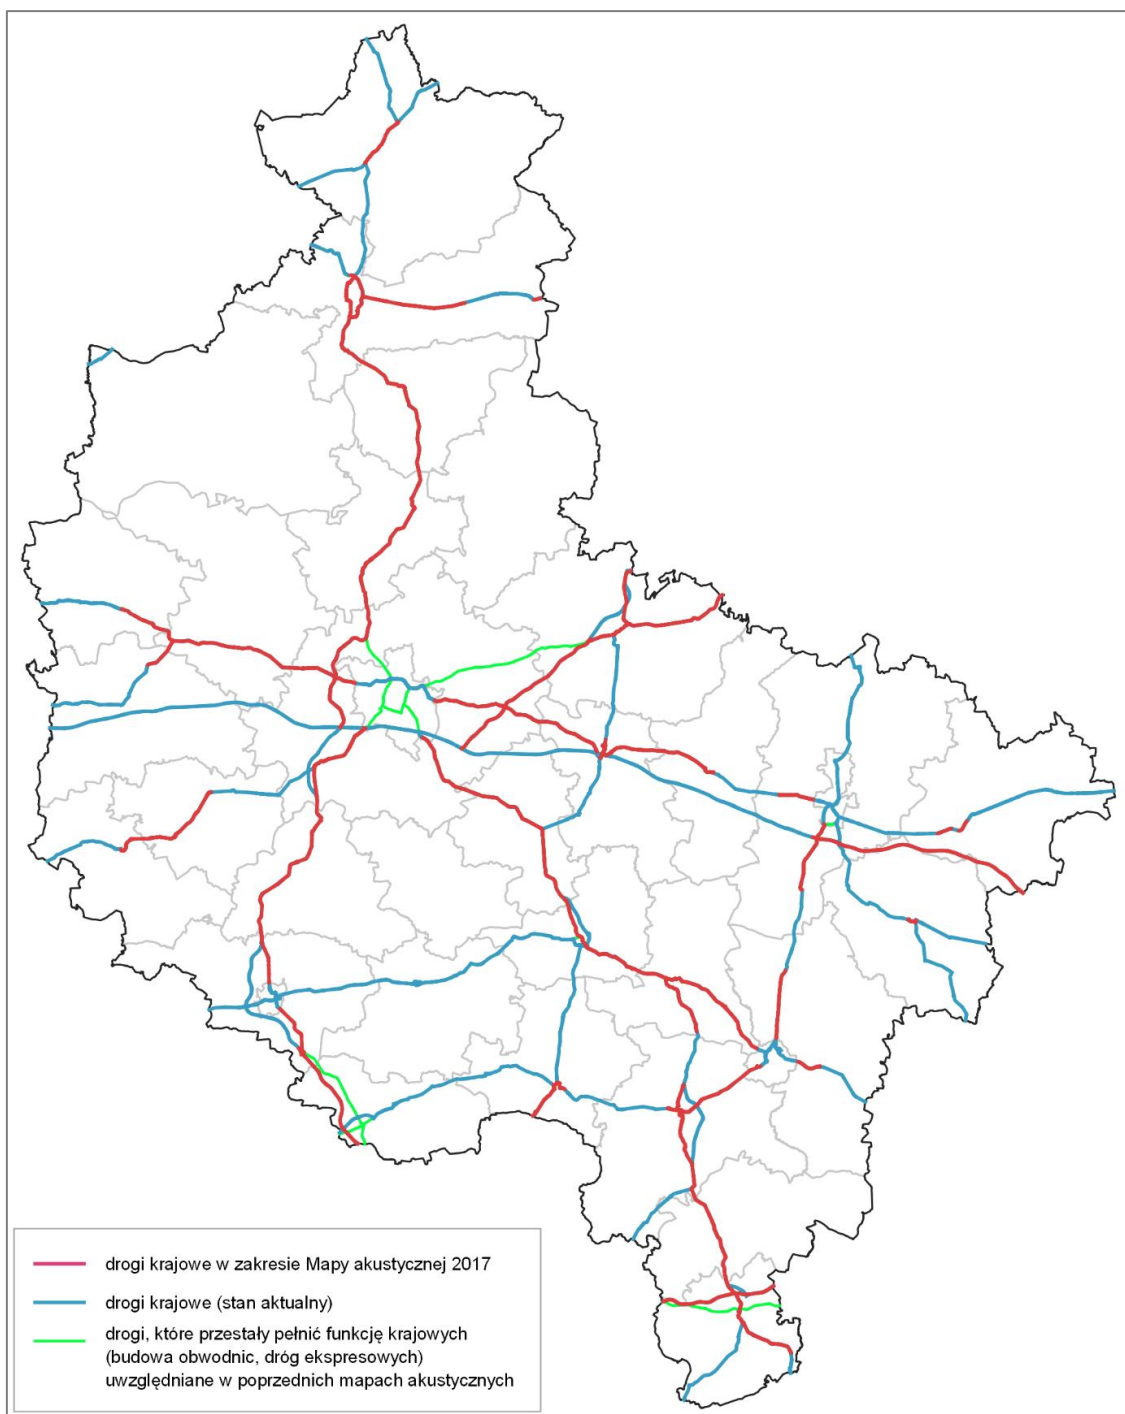 drogi krajowe w zakresie Mapy akustycznej 2017
drogi krajowe (stan aktualny)
drogi, które przestały pełnić funkcję krajowych
(budowa obwodnic, dróg ekspresowych)
uwzględniane w poprzednich mapach akustycznych